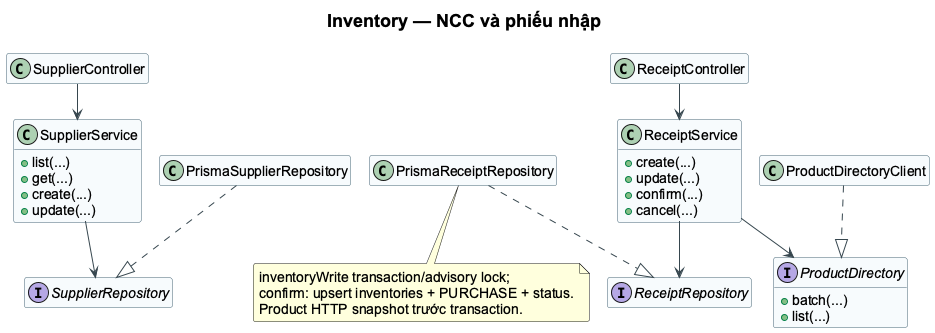 Inventory — NCC và phiếu nhập
C SupplierController
C ReceiptController
C SupplierService
list(...)
get(...)
create(...)
update(...)
C PrismaSupplierRepository
C PrismaReceiptRepository
C ReceiptService
create(...)
update(...)
confirm(...)
cancel(...)
C ProductDirectoryClient
I SupplierRepository
inventoryWrite transaction/advisory lock;
confirm: upsert inventories + PURCHASE + status.
Product HTTP snapshot trước transaction.
I ReceiptRepository
I ProductDirectory
batch(...)
list(...)